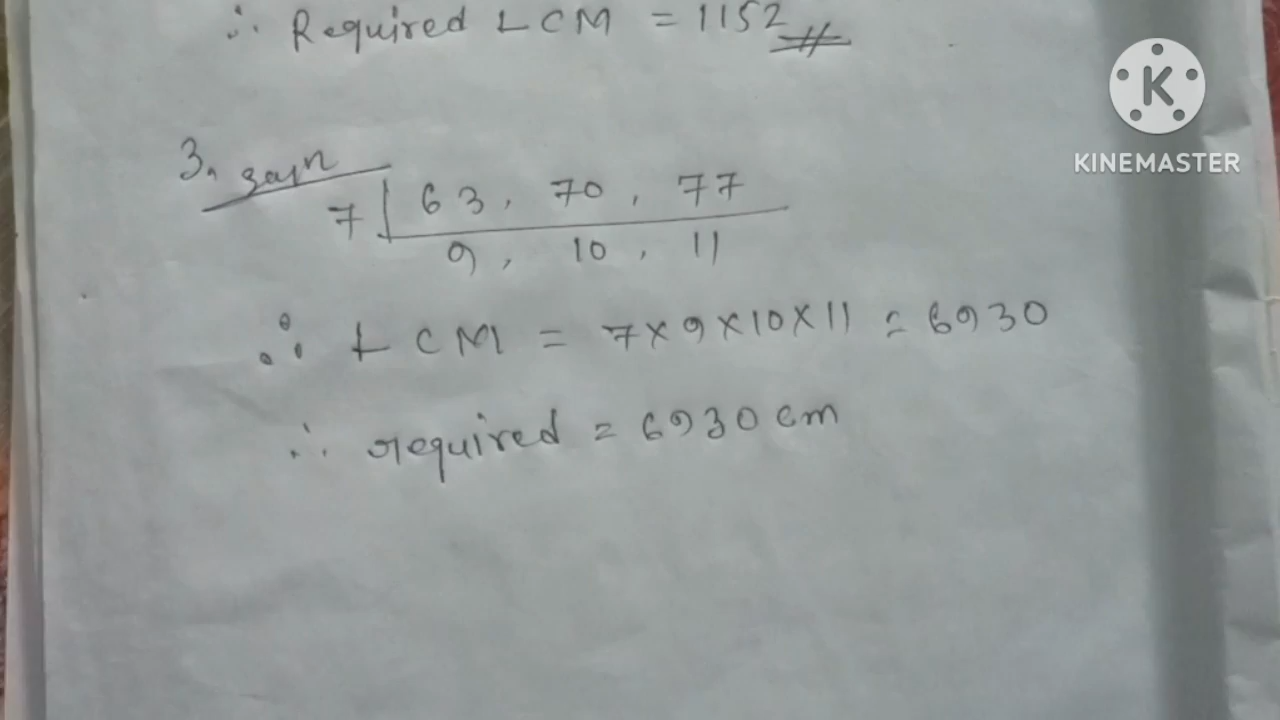 ∴ Required LCM = 1152
K
KINEMASTER
3.
7 | 63, 70, 77
9, 10, 11
∴ LCM = 7×9×10×11 = 6930
∴ required = 6930 cm